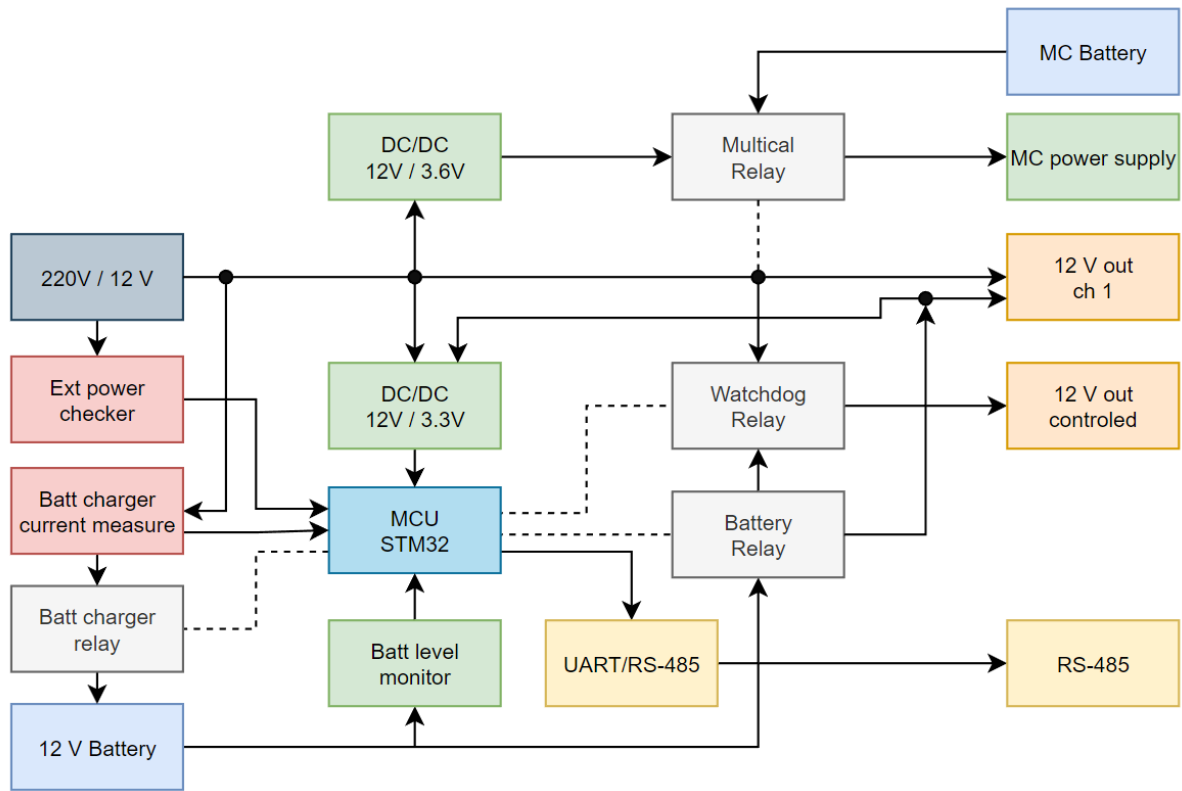 MC Battery
DC/DC
12V / 3.6V
Multical
Relay
MC power supply
220V / 12 V
12 V out
ch 1
Ext power
checker
DC/DC
12V / 3.3V
Watchdog
Relay
12 V out
controled
Batt charger
current measure
MCU
STM32
Battery
Relay
Batt charger
relay
Batt level
monitor
UART/RS-485
RS-485
12 V Battery